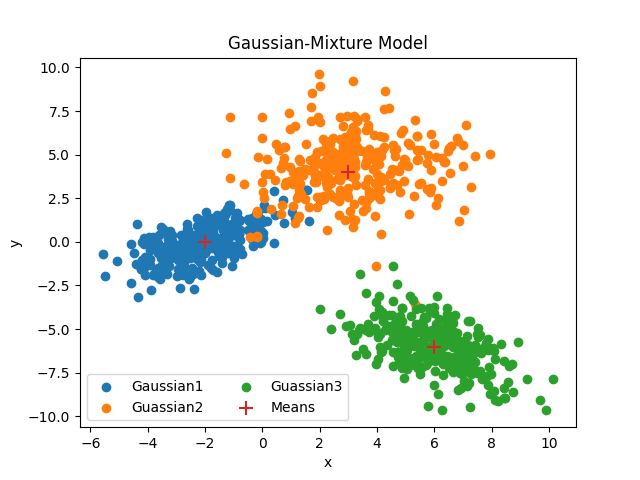 Gaussian-Mixture Model
10.0
7.5
5.0
2.5
0.0
−2.5
−5.0
−7.5
−10.0
y
Gaussian1 Guassian3
Guassian2 Means
−6 −4 −2 0 2 4 6 8 10
x